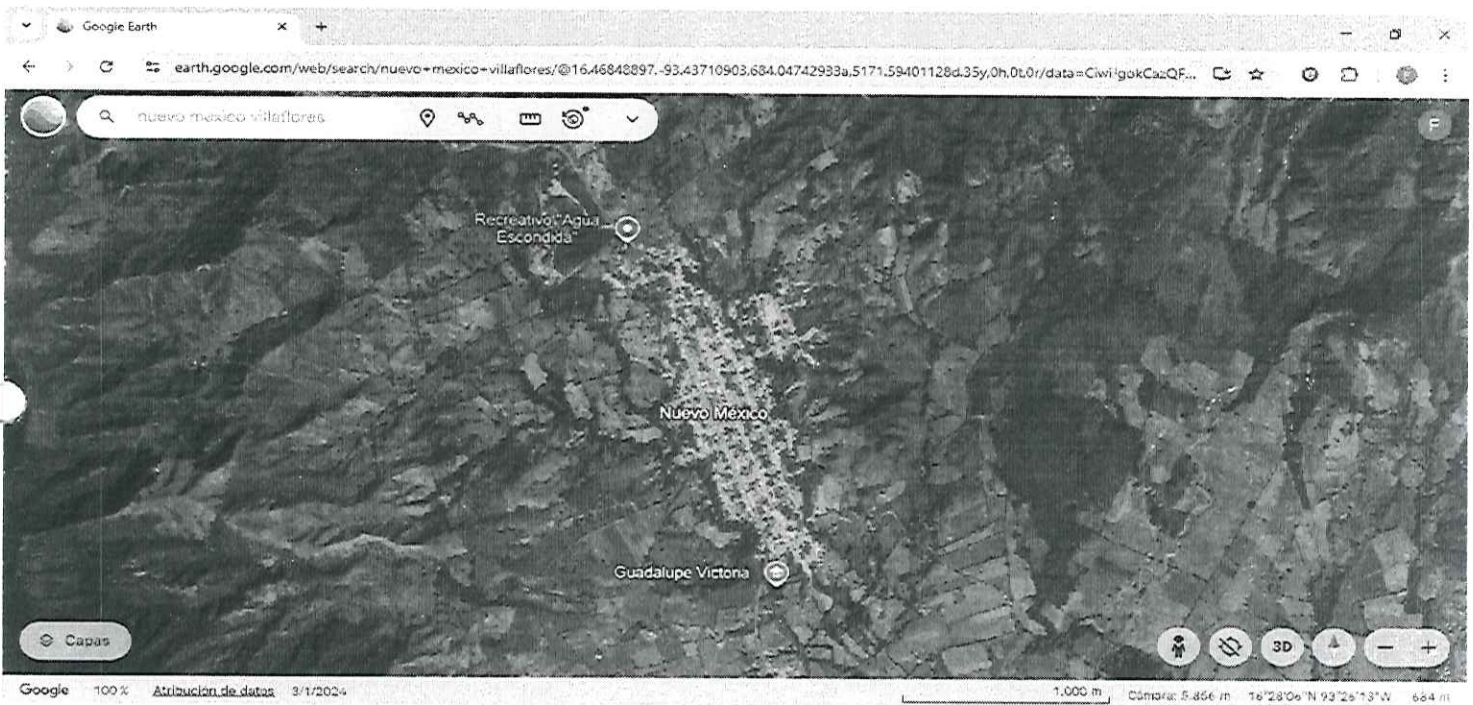 Google Earth
earth.google.com/web/search/nuevo+mexico+villaflores/@16.46848897,-93.43710903,684.04742933a,5171.59401128d,35y,0h,0t,0r/data=CiwiJgokCazQF...
nuevo mexico villaflores
F
Recreativo "Agua
Escondida"
Nuevo México
Guadalupe Victoria
Capas
3D
Google 100 % Atribución de datos 3/1/2024 1.000 m Cámara: 5.856 m 16°28'06"N 93°26'13"W 684 m